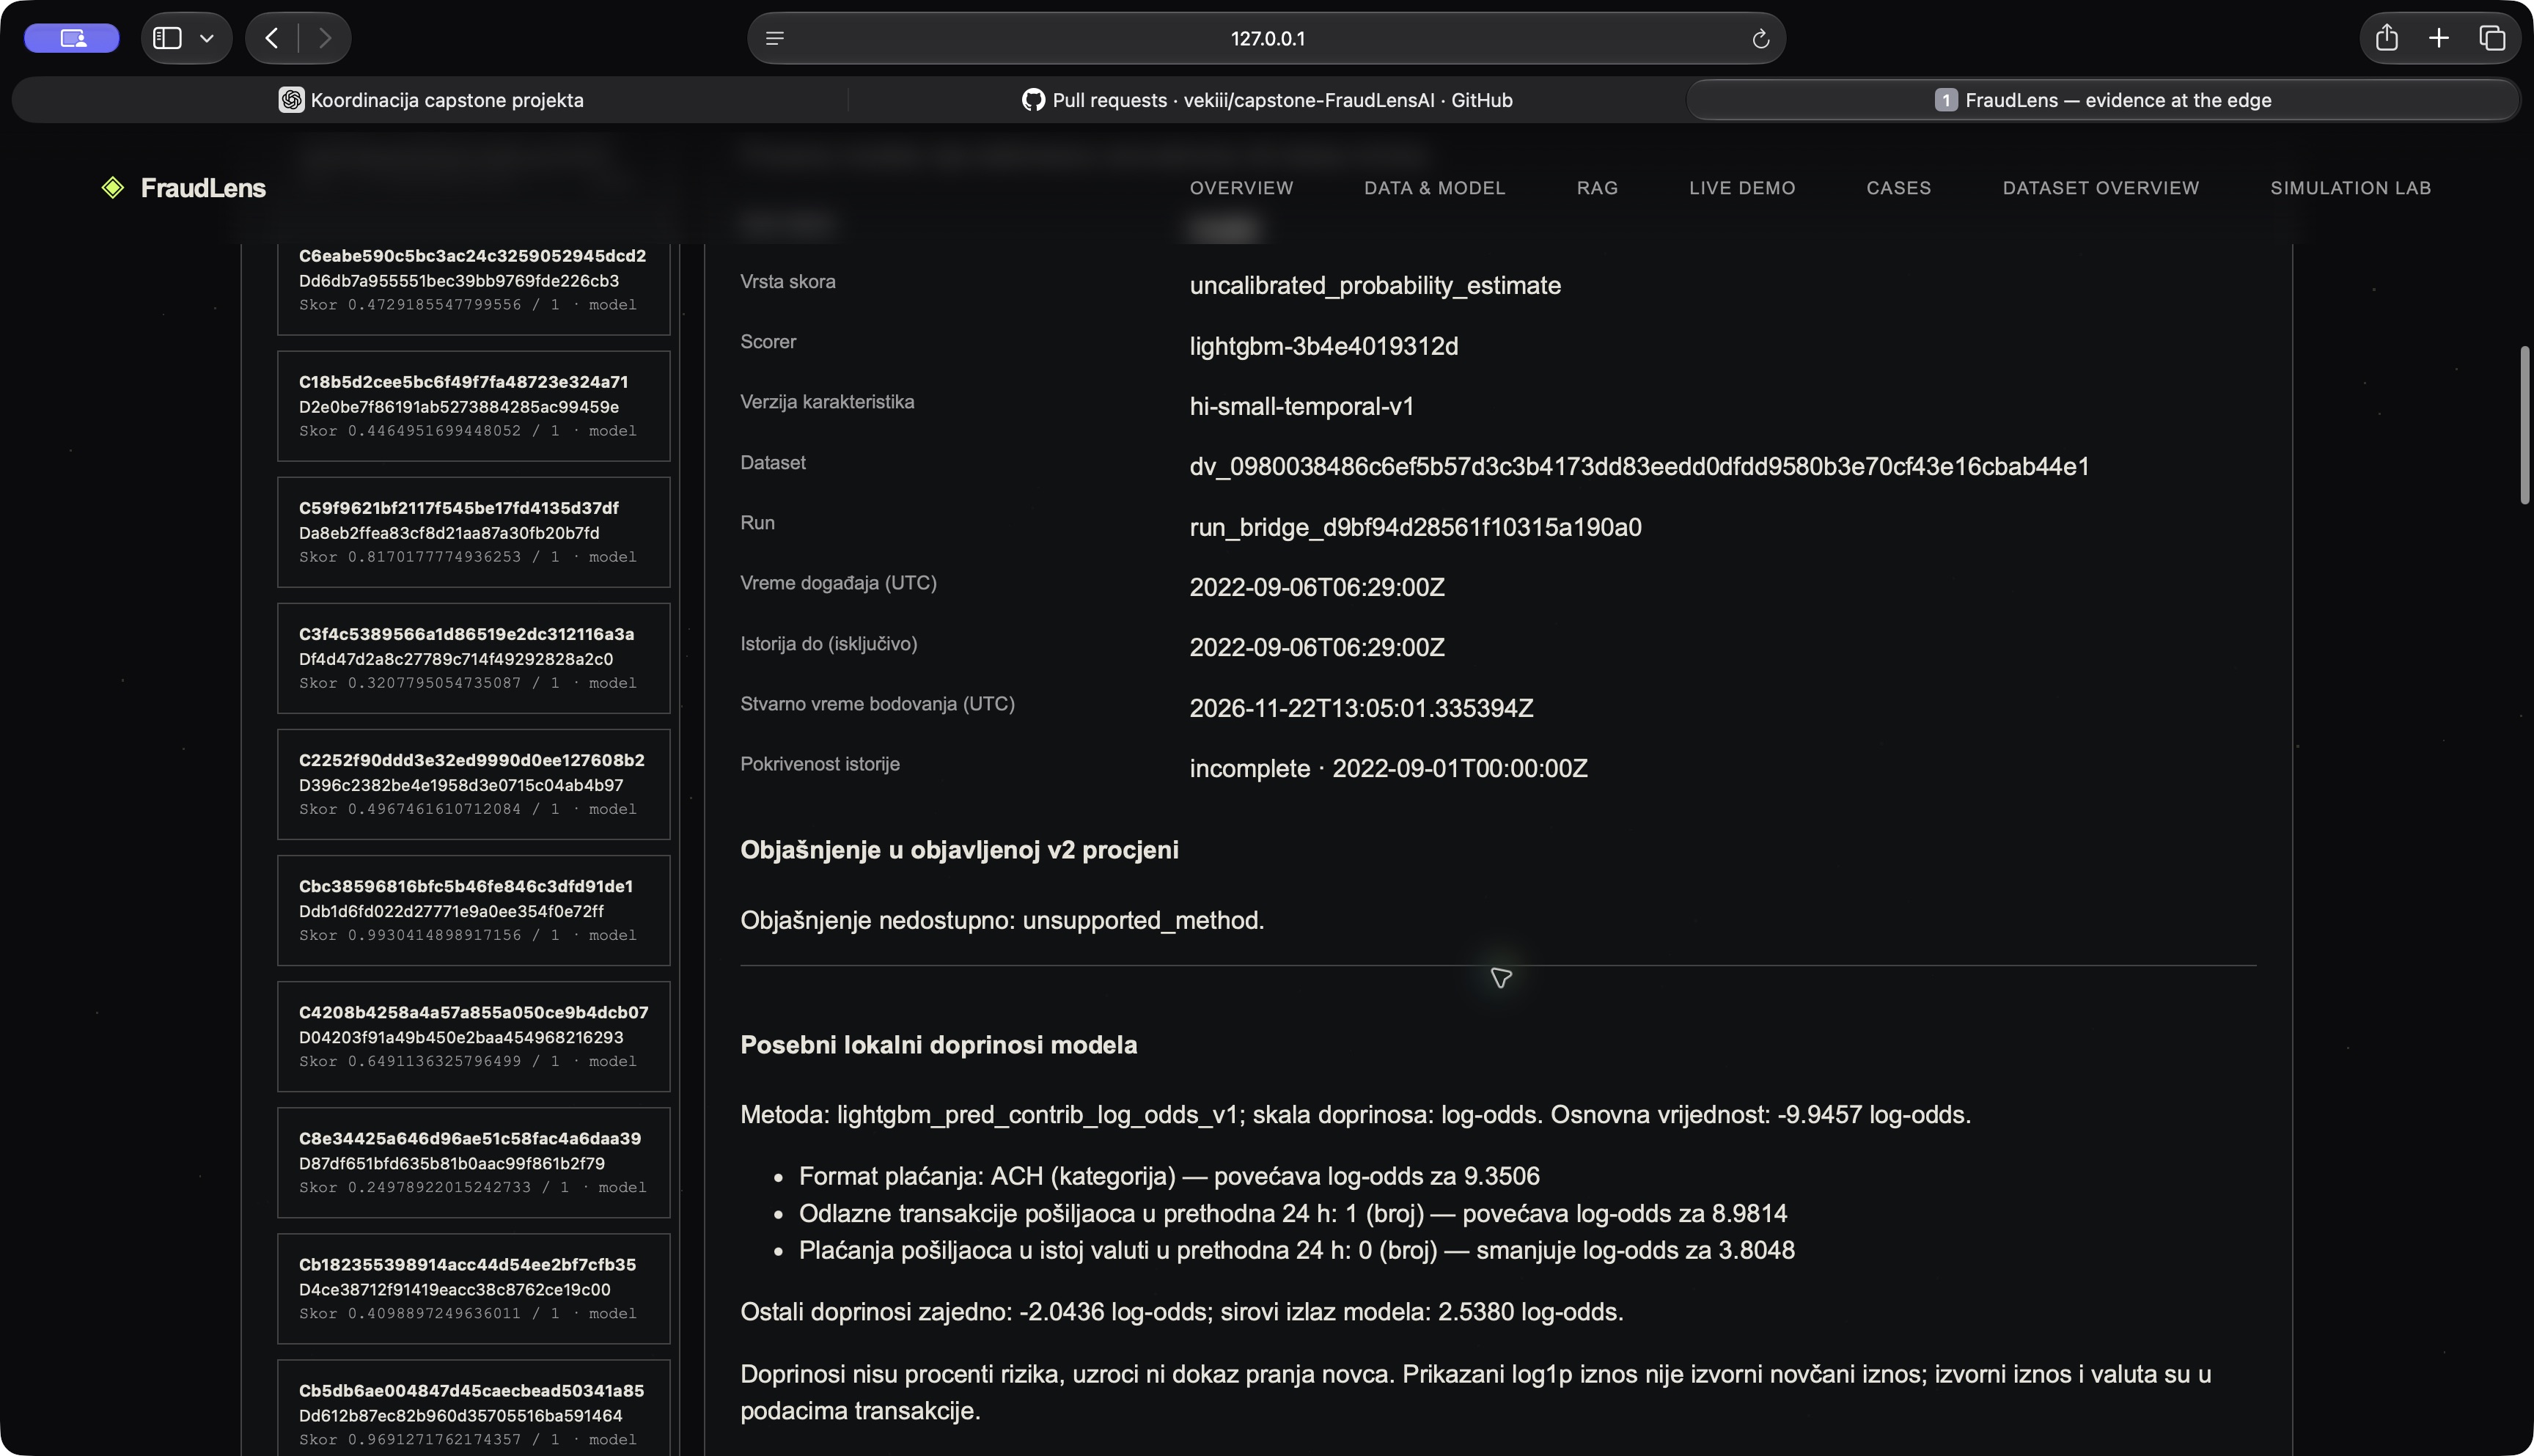 127.0.0.1
Koordinacija capstone projekta
Pull requests · vekiii/capstone-FraudLensAI · GitHub
1 FraudLens — evidence at the edge
FraudLens
OVERVIEW
DATA & MODEL
RAG
LIVE DEMO
CASES
DATASET OVERVIEW
SIMULATION LAB
C6eabe590c5bc3ac24c3259052945dcd2
Dd6db7a955551bec39bb9769fde226cb3
Skor 0.4729185547799556 / 1 · model
C18b5d2cee5bc6f49f7fa48723e324a71
D2e0be7f86191ab5273884285ac99459e
Skor 0.4464951699448052 / 1 · model
C59f9621bf2117f545be17fd4135d37df
Da8eb2ffea83cf8d21aa87a30fb20b7fd
Skor 0.8170177774936253 / 1 · model
C3f4c5389566a1d86519e2dc312116a3a
Df4d47d2a8c27789c714f49292828a2c0
Skor 0.3207795054735087 / 1 · model
C2252f90ddd3e32ed9990d0ee127608b2
D396c2382be4e1958d3e0715c04ab4b97
Skor 0.4967461610712084 / 1 · model
Cbc38596816bfc5b46fe846c3dfd91de1
Ddb1d6fd022d27771e9a0ee354f0e72ff
Skor 0.9930414898917156 / 1 · model
C4208b4258a4a57a855a050ce9b4dcb07
D04203f91a49b450e2baa454968216293
Skor 0.6491136325796499 / 1 · model
C8e34425a646d96ae51c58fac4a6daa39
D87df651bfd635b81b0aac99f861b2f79
Skor 0.24978922015242733 / 1 · model
Cb182355398914acc44d54ee2bf7cfb35
D4ce38712f91419eacc38c8762ce19c00
Skor 0.4098897249636011 / 1 · model
Cb5db6ae004847d45caecbead50341a85
Dd612b87ec82b960d35705516ba591464
Skor 0.9691271762174357 / 1 · model
Vrsta skora uncalibrated_probability_estimate
Scorer lightgbm-3b4e4019312d
Verzija karakteristika hi-small-temporal-v1
Dataset dv_0980038486c6ef5b57d3c3b4173dd83eedd0dfdd9580b3e70cf43e16cbab44e1
Run run_bridge_d9bf94d28561f10315a190a0
Vreme događaja (UTC) 2022-09-06T06:29:00Z
Istorija do (isključivo) 2022-09-06T06:29:00Z
Stvarno vreme bodovanja (UTC) 2026-11-22T13:05:01.335394Z
Pokrivenost istorije incomplete · 2022-09-01T00:00:00Z
Objašnjenje u objavljenoj v2 procjeni
Objašnjenje nedostupno: unsupported_method.
Posebni lokalni doprinosi modela
Metoda: lightgbm_pred_contrib_log_odds_v1; skala doprinosa: log-odds. Osnovna vrijednost: -9.9457 log-odds.
• Format plaćanja: ACH (kategorija) — povećava log-odds za 9.3506
• Odlazne transakcije pošiljaoca u prethodna 24 h: 1 (broj) — povećava log-odds za 8.9814
• Plaćanja pošiljaoca u istoj valuti u prethodna 24 h: 0 (broj) — smanjuje log-odds za 3.8048
Ostali doprinosi zajedno: -2.0436 log-odds; sirovi izlaz modela: 2.5380 log-odds.
Doprinosi nisu procenti rizika, uzroci ni dokaz pranja novca. Prikazani log1p iznos nije izvorni novčani iznos; izvorni iznos i valuta su u
podacima transakcije.